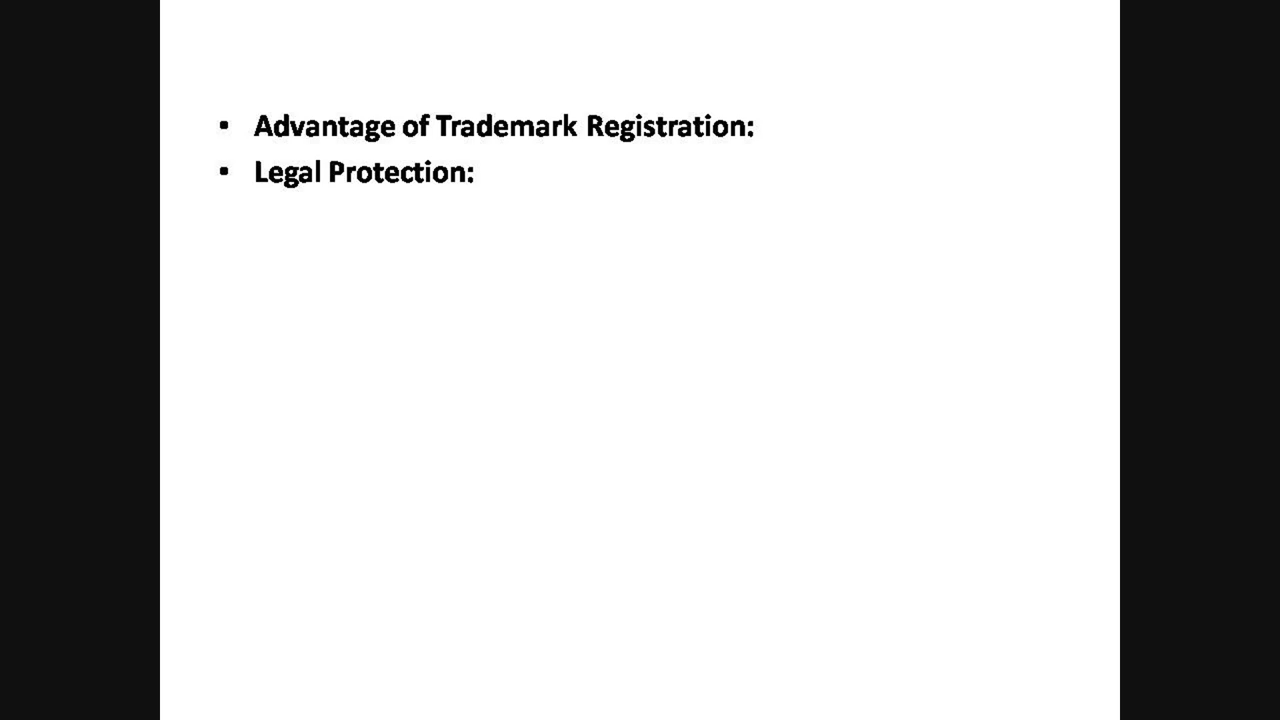 • Advantage of Trademark Registration:
• Legal Protection: